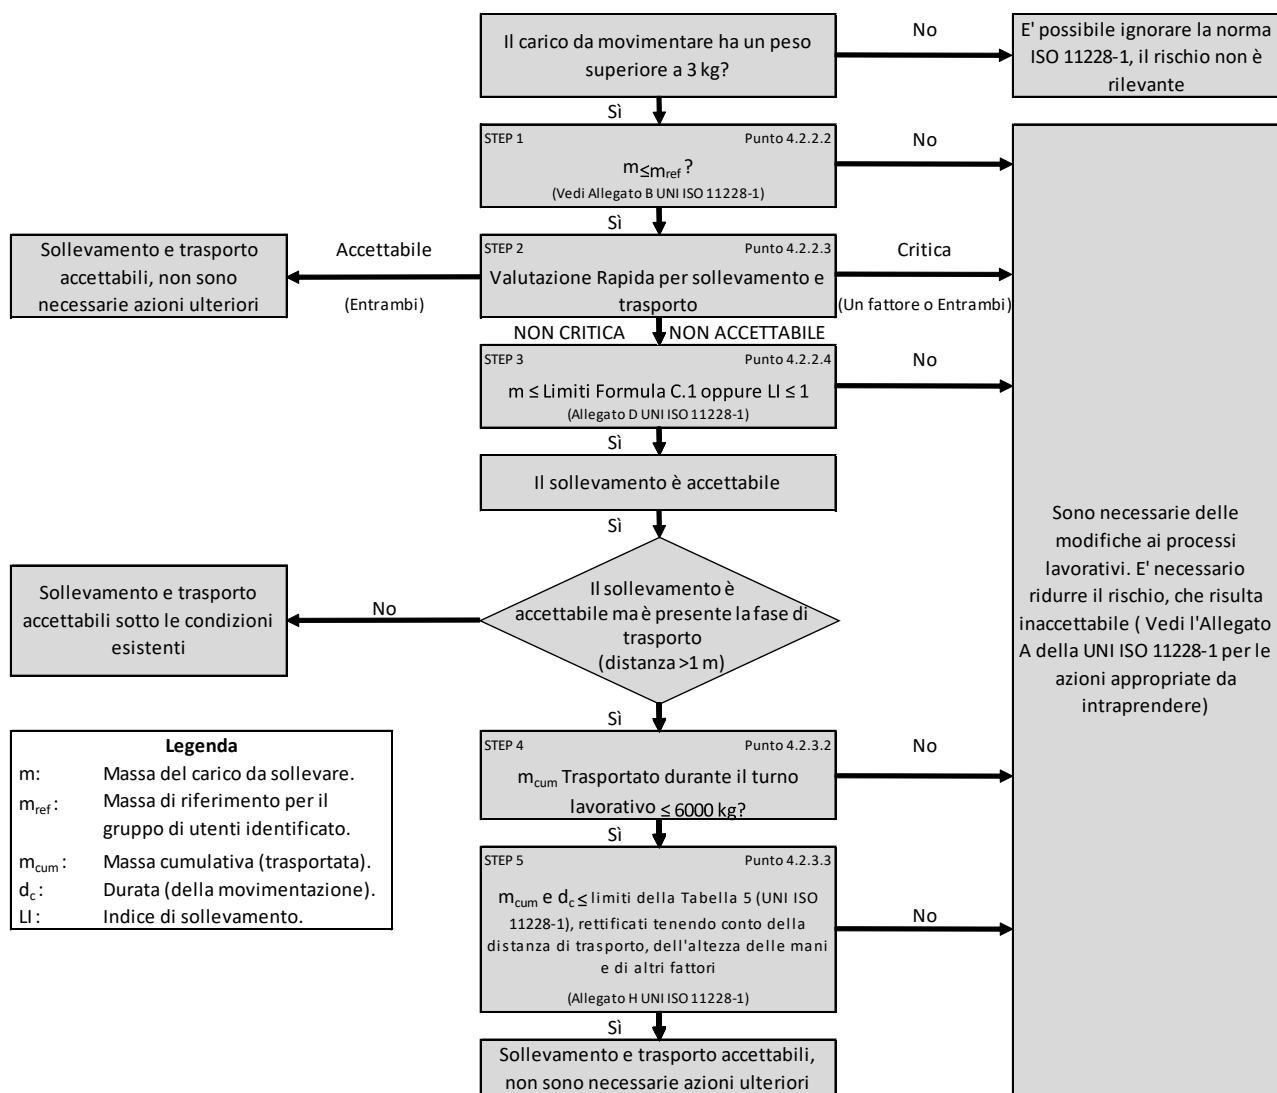 Il carico da movimentare ha un peso
superiore a 3 kg?
No
E' possibile ignorare la norma
ISO 11228-1, il rischio non è
rilevante
Sì
STEP 1
Punto 4.2.2.2
m≤mref ?
(Vedi Allegato B UNI ISO 11228-1)
No
Sì
Sollevamento e trasporto
accettabili, non sono
necessarie azioni ulteriori
Accettabile
(Entrambi)
STEP 2
Punto 4.2.2.3
Valutazione Rapida per sollevamento e
trasporto
Critica
(Un fattore o Entrambi)
NON CRITICA
NON ACCETTABILE
STEP 3
Punto 4.2.2.4
m ≤ Limiti Formula C.1 oppure LI ≤ 1
(Allegato D UNI ISO 11228-1)
No
Sì
Il sollevamento è accettabile
Sì
Sollevamento e trasporto
accettabili sotto le condizioni
esistenti
No
Il sollevamento è
accettabile ma è presente la fase di
trasporto
(distanza >1 m)
Sono necessarie delle
modifiche ai processi
lavorativi. E' necessario
ridurre il rischio, che risulta
inaccettabile ( Vedi l'Allegato
A della UNI ISO 11228-1 per le
azioni appropriate da
intraprendere)
Sì
STEP 4
Punto 4.2.3.2
mcum Trasportato durante il turno
lavorativo ≤ 6000 kg?
No
Sì
STEP 5
Punto 4.2.3.3
mcum e dc ≤ limiti della Tabella 5 (UNI ISO
11228-1), rettificati tenendo conto della
distanza di trasporto, dell'altezza delle mani
e di altri fattori
(Allegato H UNI ISO 11228-1)
No
Sì
Sollevamento e trasporto accettabili,
non sono necessarie azioni ulteriori
Legenda
m: Massa del carico da sollevare.
mref : Massa di riferimento per il
gruppo di utenti identificato.
mcum : Massa cumulativa (trasportata).
dc : Durata (della movimentazione).
LI : Indice di sollevamento.